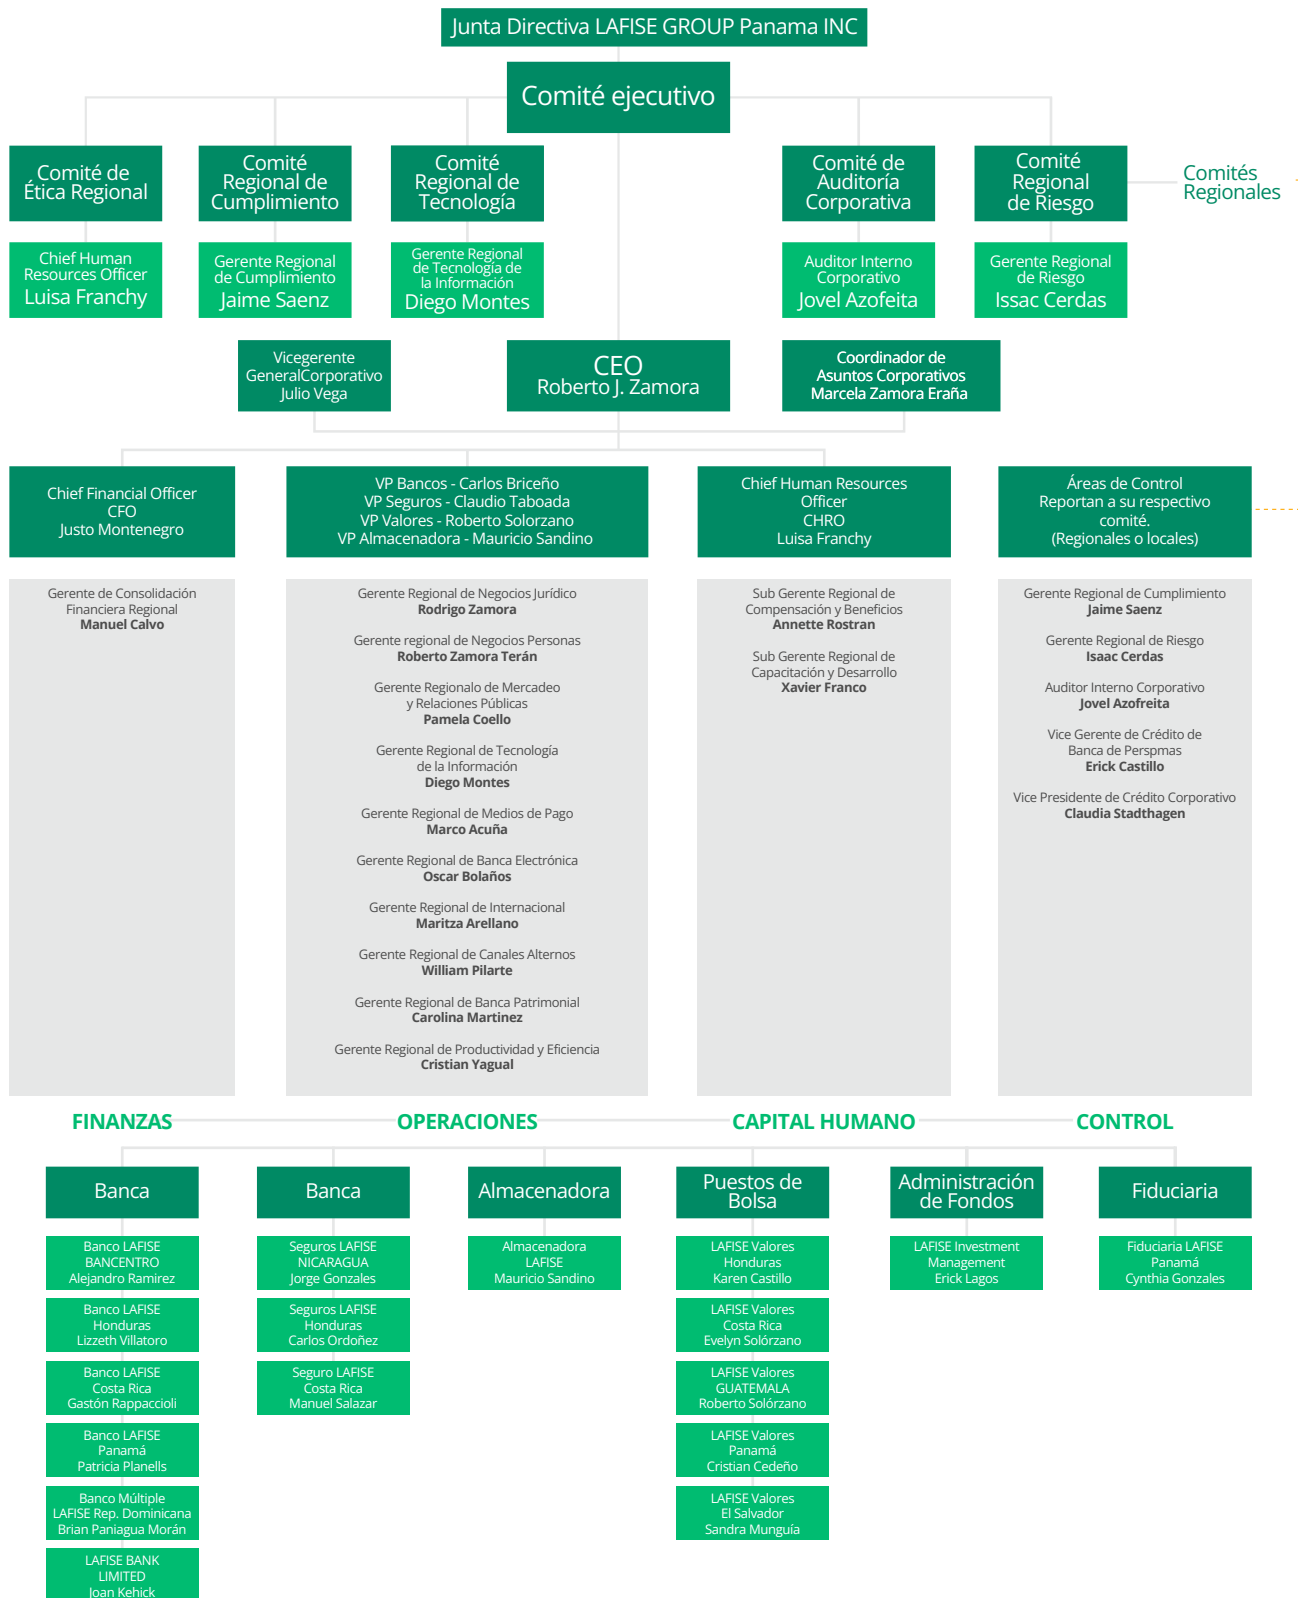 Junta Directiva LAFISE GROUP Panama INC
Comité ejecutivo
Comité de
Ética Regional
Comité
Regional de
Cumplimiento
Comité
Regional de
Tecnología
Comité de
Auditoría
Corporativa
Comité
Regional
de Riesgo
Comités
Regionales
Chief Human
Resources Officer
Luisa Franchy
Gerente Regional
de Cumplimiento
Jaime Saenz
Gerente Regional
de Tecnología de
la Información
Diego Montes
Auditor Interno
Corporativo
Jovel Azofeita
Gerente Regional
de Riesgo
Issac Cerdas
Vicegerente
GeneralCorporativo
Julio Vega
CEO
Roberto J. Zamora
Coordinador de
Asuntos Corporativos
Marcela Zamora Eraña
Chief Financial Officer
CFO
Justo Montenegro
VP Bancos - Carlos Briceño
VP Seguros - Claudio Taboada
VP Valores - Roberto Solorzano
VP Almacenadora - Mauricio Sandino
Chief Human Resources
Officer
CHRO
Luisa Franchy
Áreas de Control
Reportan a su respectivo
comité.
(Regionales o locales)
Gerente de Consolidación
Financiera Regional
Manuel Calvo
Gerente Regional de Negocios Jurídico
Rodrigo Zamora
Gerente regional de Negocios Personas
Roberto Zamora Terán
Gerente Regionalo de Mercadeo
y Relaciones Públicas
Pamela Coello
Gerente Regional de Tecnología
de la Información
Diego Montes
Gerente Regional de Medios de Pago
Marco Acuña
Gerente Regional de Banca Electrónica
Oscar Bolaños
Gerente Regional de Internacional
Maritza Arellano
Gerente Regional de Canales Alternos
William Pilarte
Gerente Regional de Banca Patrimonial
Carolina Martinez
Gerente Regional de Productividad y Eficiencia
Cristian Yagual
Sub Gerente Regional de
Compensación y Beneficios
Annette Rostran
Sub Gerente Regional de
Capacitación y Desarrollo
Xavier Franco
Gerente Regional de Cumplimiento
Jaime Saenz
Gerente Regional de Riesgo
Isaac Cerdas
Auditor Interno Corporativo
Jovel Azofreita
Vice Gerente de Crédito de
Banca de Perspmas
Erick Castillo
Vice Presidente de Crédito Corporativo
Claudia Stadthagen
FINANZAS
OPERACIONES
CAPITAL HUMANO
CONTROL
Banca
Banca
Almacenadora
Puestos de
Bolsa
Administración
de Fondos
Fiduciaria
Banco LAFISE
BANCENTRO
Alejandro Ramirez
Banco LAFISE
Honduras
Lizzeth Villatoro
Banco LAFISE
Costa Rica
Gastón Rappaccioli
Banco LAFISE
Panamá
Patricia Planells
Banco Múltiple
LAFISE Rep. Dominicana
Brian Paniagua Morán
LAFISE BANK
LIMITED
Joan Kehick
Seguros LAFISE
NICARAGUA
Jorge Gonzales
Seguros LAFISE
Honduras
Carlos Ordoñez
Seguro LAFISE
Costa Rica
Manuel Salazar
Almacenadora
LAFISE
Mauricio Sandino
LAFISE Valores
Honduras
Karen Castillo
LAFISE Valores
Costa Rica
Evelyn Solórzano
LAFISE Valores
GUATEMALA
Roberto Solórzano
LAFISE Valores
Panamá
Cristian Cedeño
LAFISE Valores
El Salvador
Sandra Munguía
LAFISE Investment
Management
Erick Lagos
Fiduciaria LAFISE
Panamá
Cynthia Gonzales